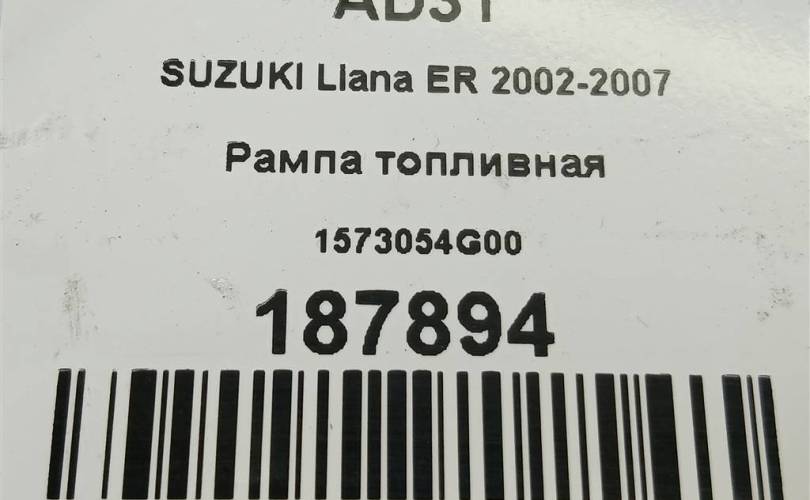 SUZUKI Liana ER 2002-2007
Рампа топливная
1573054G00
187894